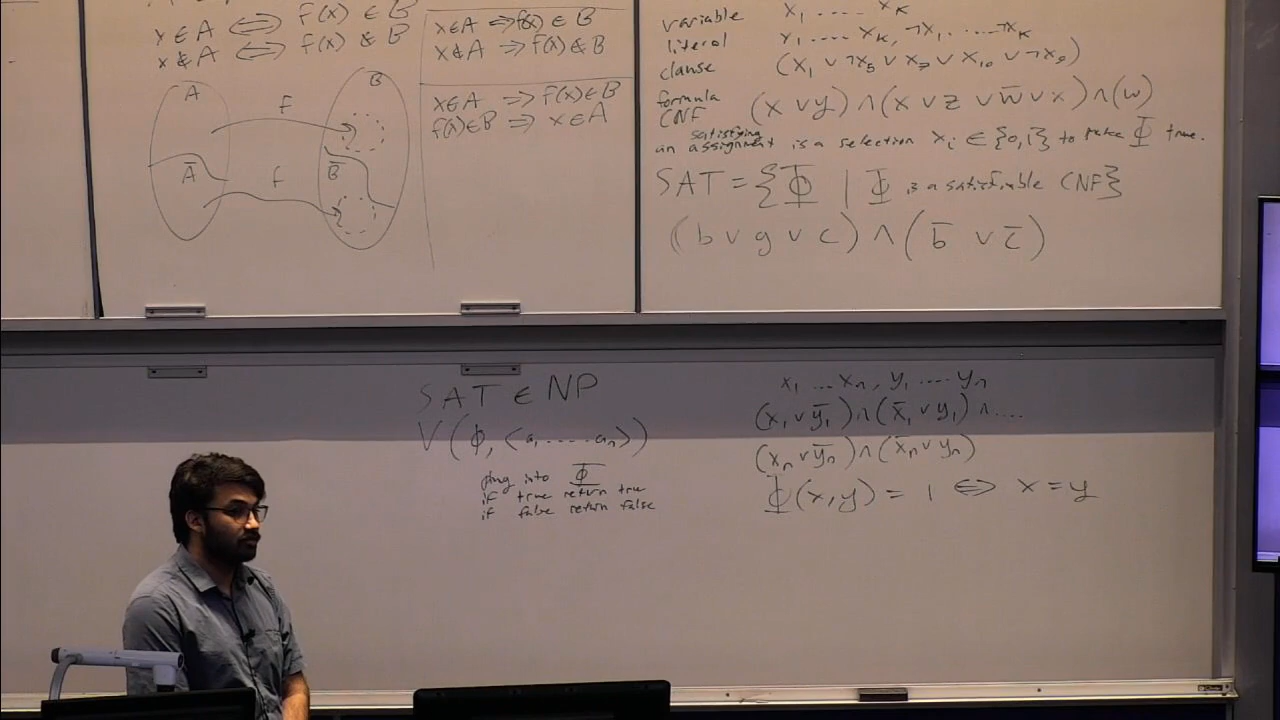 x ∈ A ⟺ f(x) ∈ B
x ∉ A ⟺ f(x) ∉ B
A
f
B
Ā
f
B̄
x ∈ A ⟹ f(x) ∈ B
x ∉ A ⟹ f(x) ∉ B
x ∈ A ⟹ f(x) ∈ B
f(x) ∈ B ⟹ x ∈ A
variable x₁ ..... xₖ
literal x₁ ..... xₖ, ¬x₁ ..... ¬xₖ
clause (x₁ ∨ ¬x₅ ∨ x₇ ∨ x₁₀ ∨ ¬x₉)
formula
CNF (x ∨ y) ∧ (x ∨ z ∨ w̄ ∨ x) ∧ (w)
satisfying
an assignment is a selection xᵢ ∈ {0,1} to make Φ true.
SAT = {Φ | Φ is a satisfiable CNF}
(b ∨ g ∨ c) ∧ (b̄ ∨ c̄)
SAT ∈ NP
V(Φ, <a₁ ..... aₙ>)
plug into Φ
if true return true
if false return false
x₁ ... xₙ, y₁ .... yₙ
(x₁ ∨ ȳ₁) ∧ (x̄₁ ∨ y₁) ∧ ....
(xₙ ∨ ȳₙ) ∧ (x̄ₙ ∨ yₙ)
Φ(x,y) = 1 ⟺ x = y